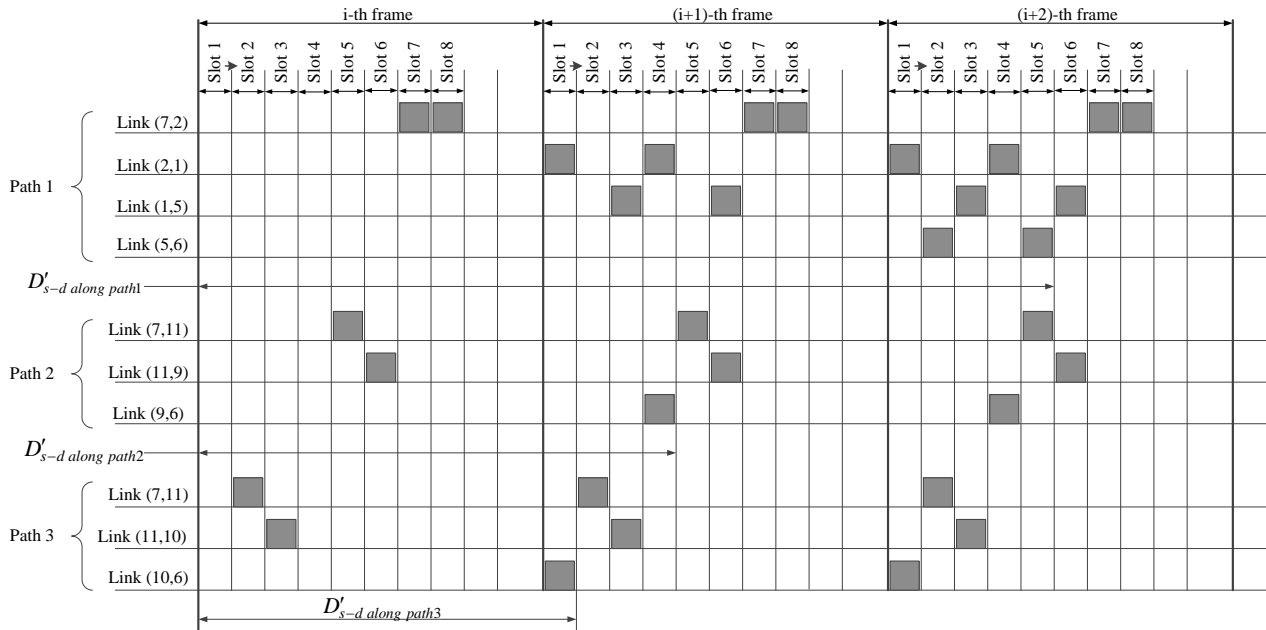 i-th frame (i+1)-th frame (i+2)-th frame
Slot 1 Slot 2 Slot 3 Slot 4 Slot 5 Slot 6 Slot 7 Slot 8 Slot 1 Slot 2 Slot 3 Slot 4 Slot 5 Slot 6 Slot 7 Slot 8 Slot 1 Slot 2 Slot 3 Slot 4 Slot 5 Slot 6 Slot 7 Slot 8
Link (7,2)
Link (2,1)
Path 1
Link (1,5)
Link (5,6)
D′s−d along path1
Link (7,11)
Path 2
Link (11,9)
Link (9,6)
D′s−d along path2
Link (7,11)
Path 3
Link (11,10)
Link (10,6)
D′s−d along path3